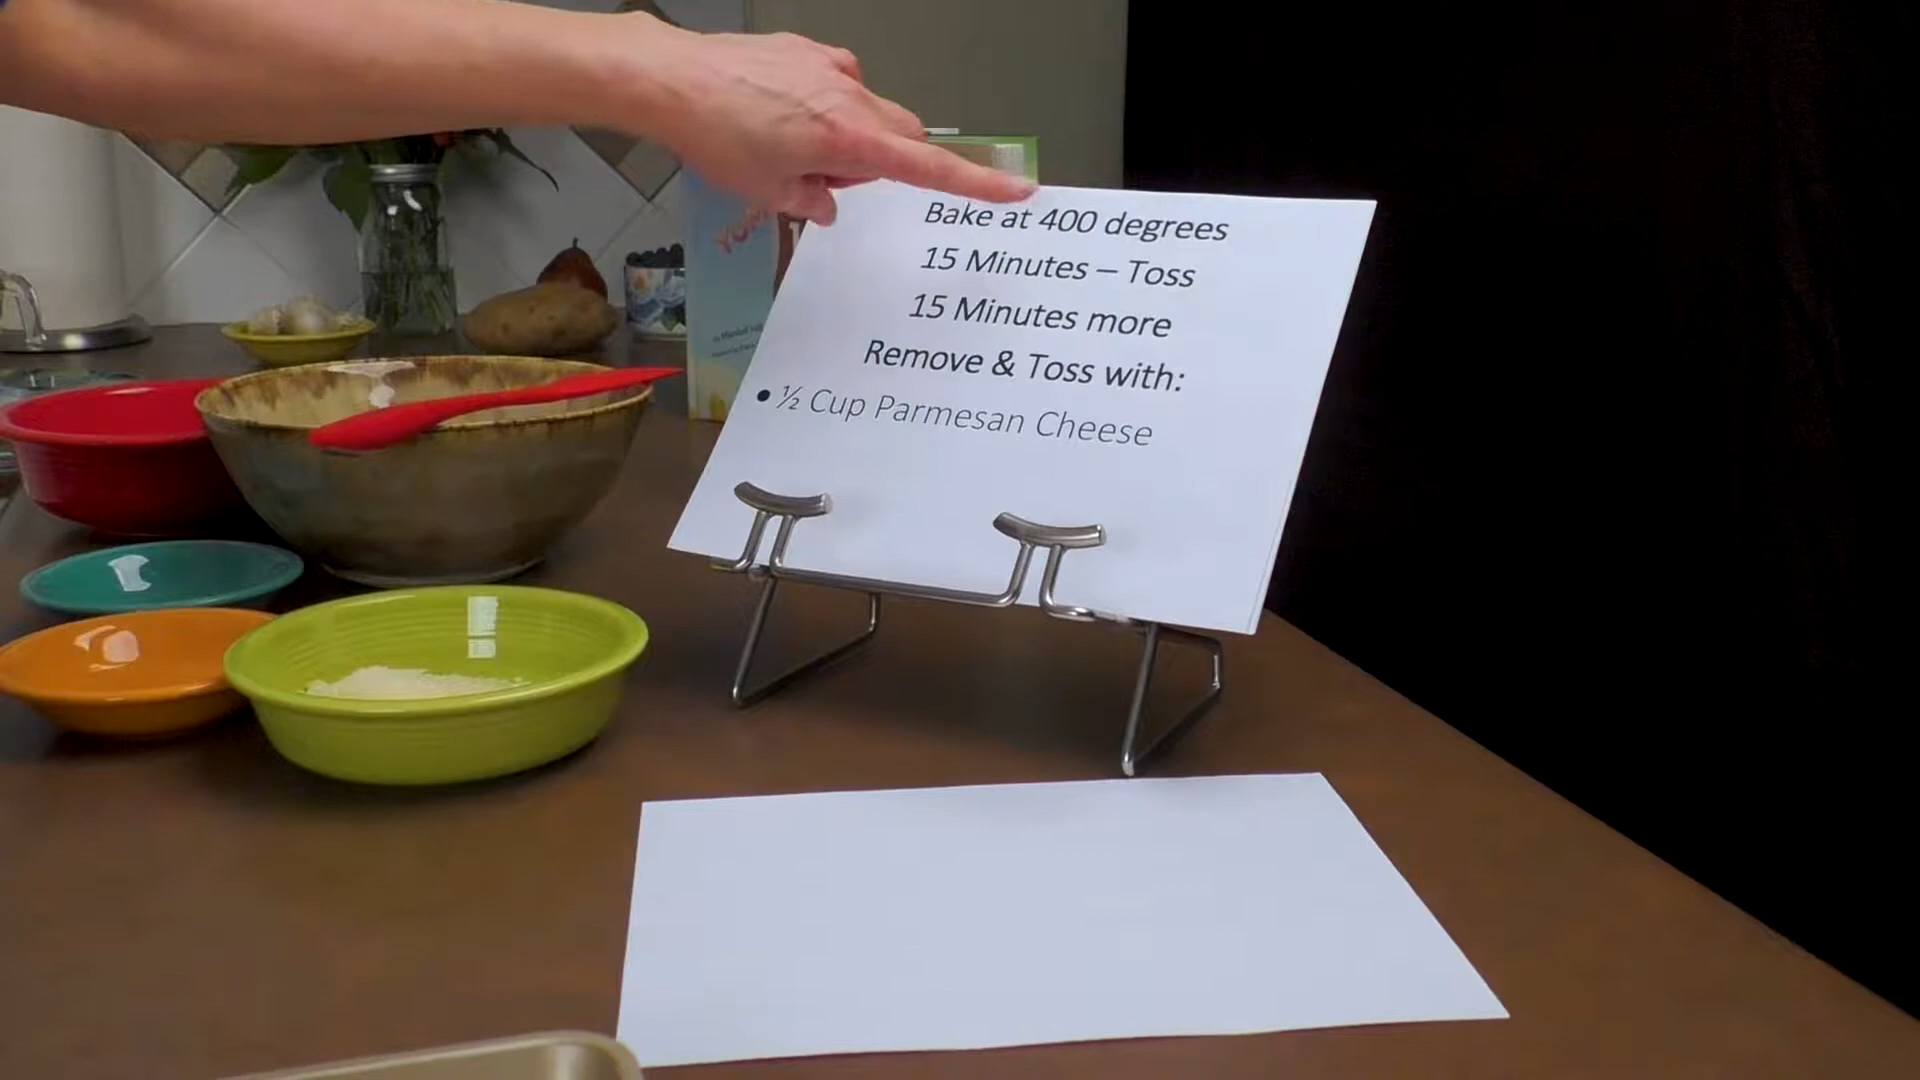 Bake at 400 degrees
15 Minutes – Toss
15 Minutes more
Remove & Toss with:
• ½ Cup Parmesan Cheese